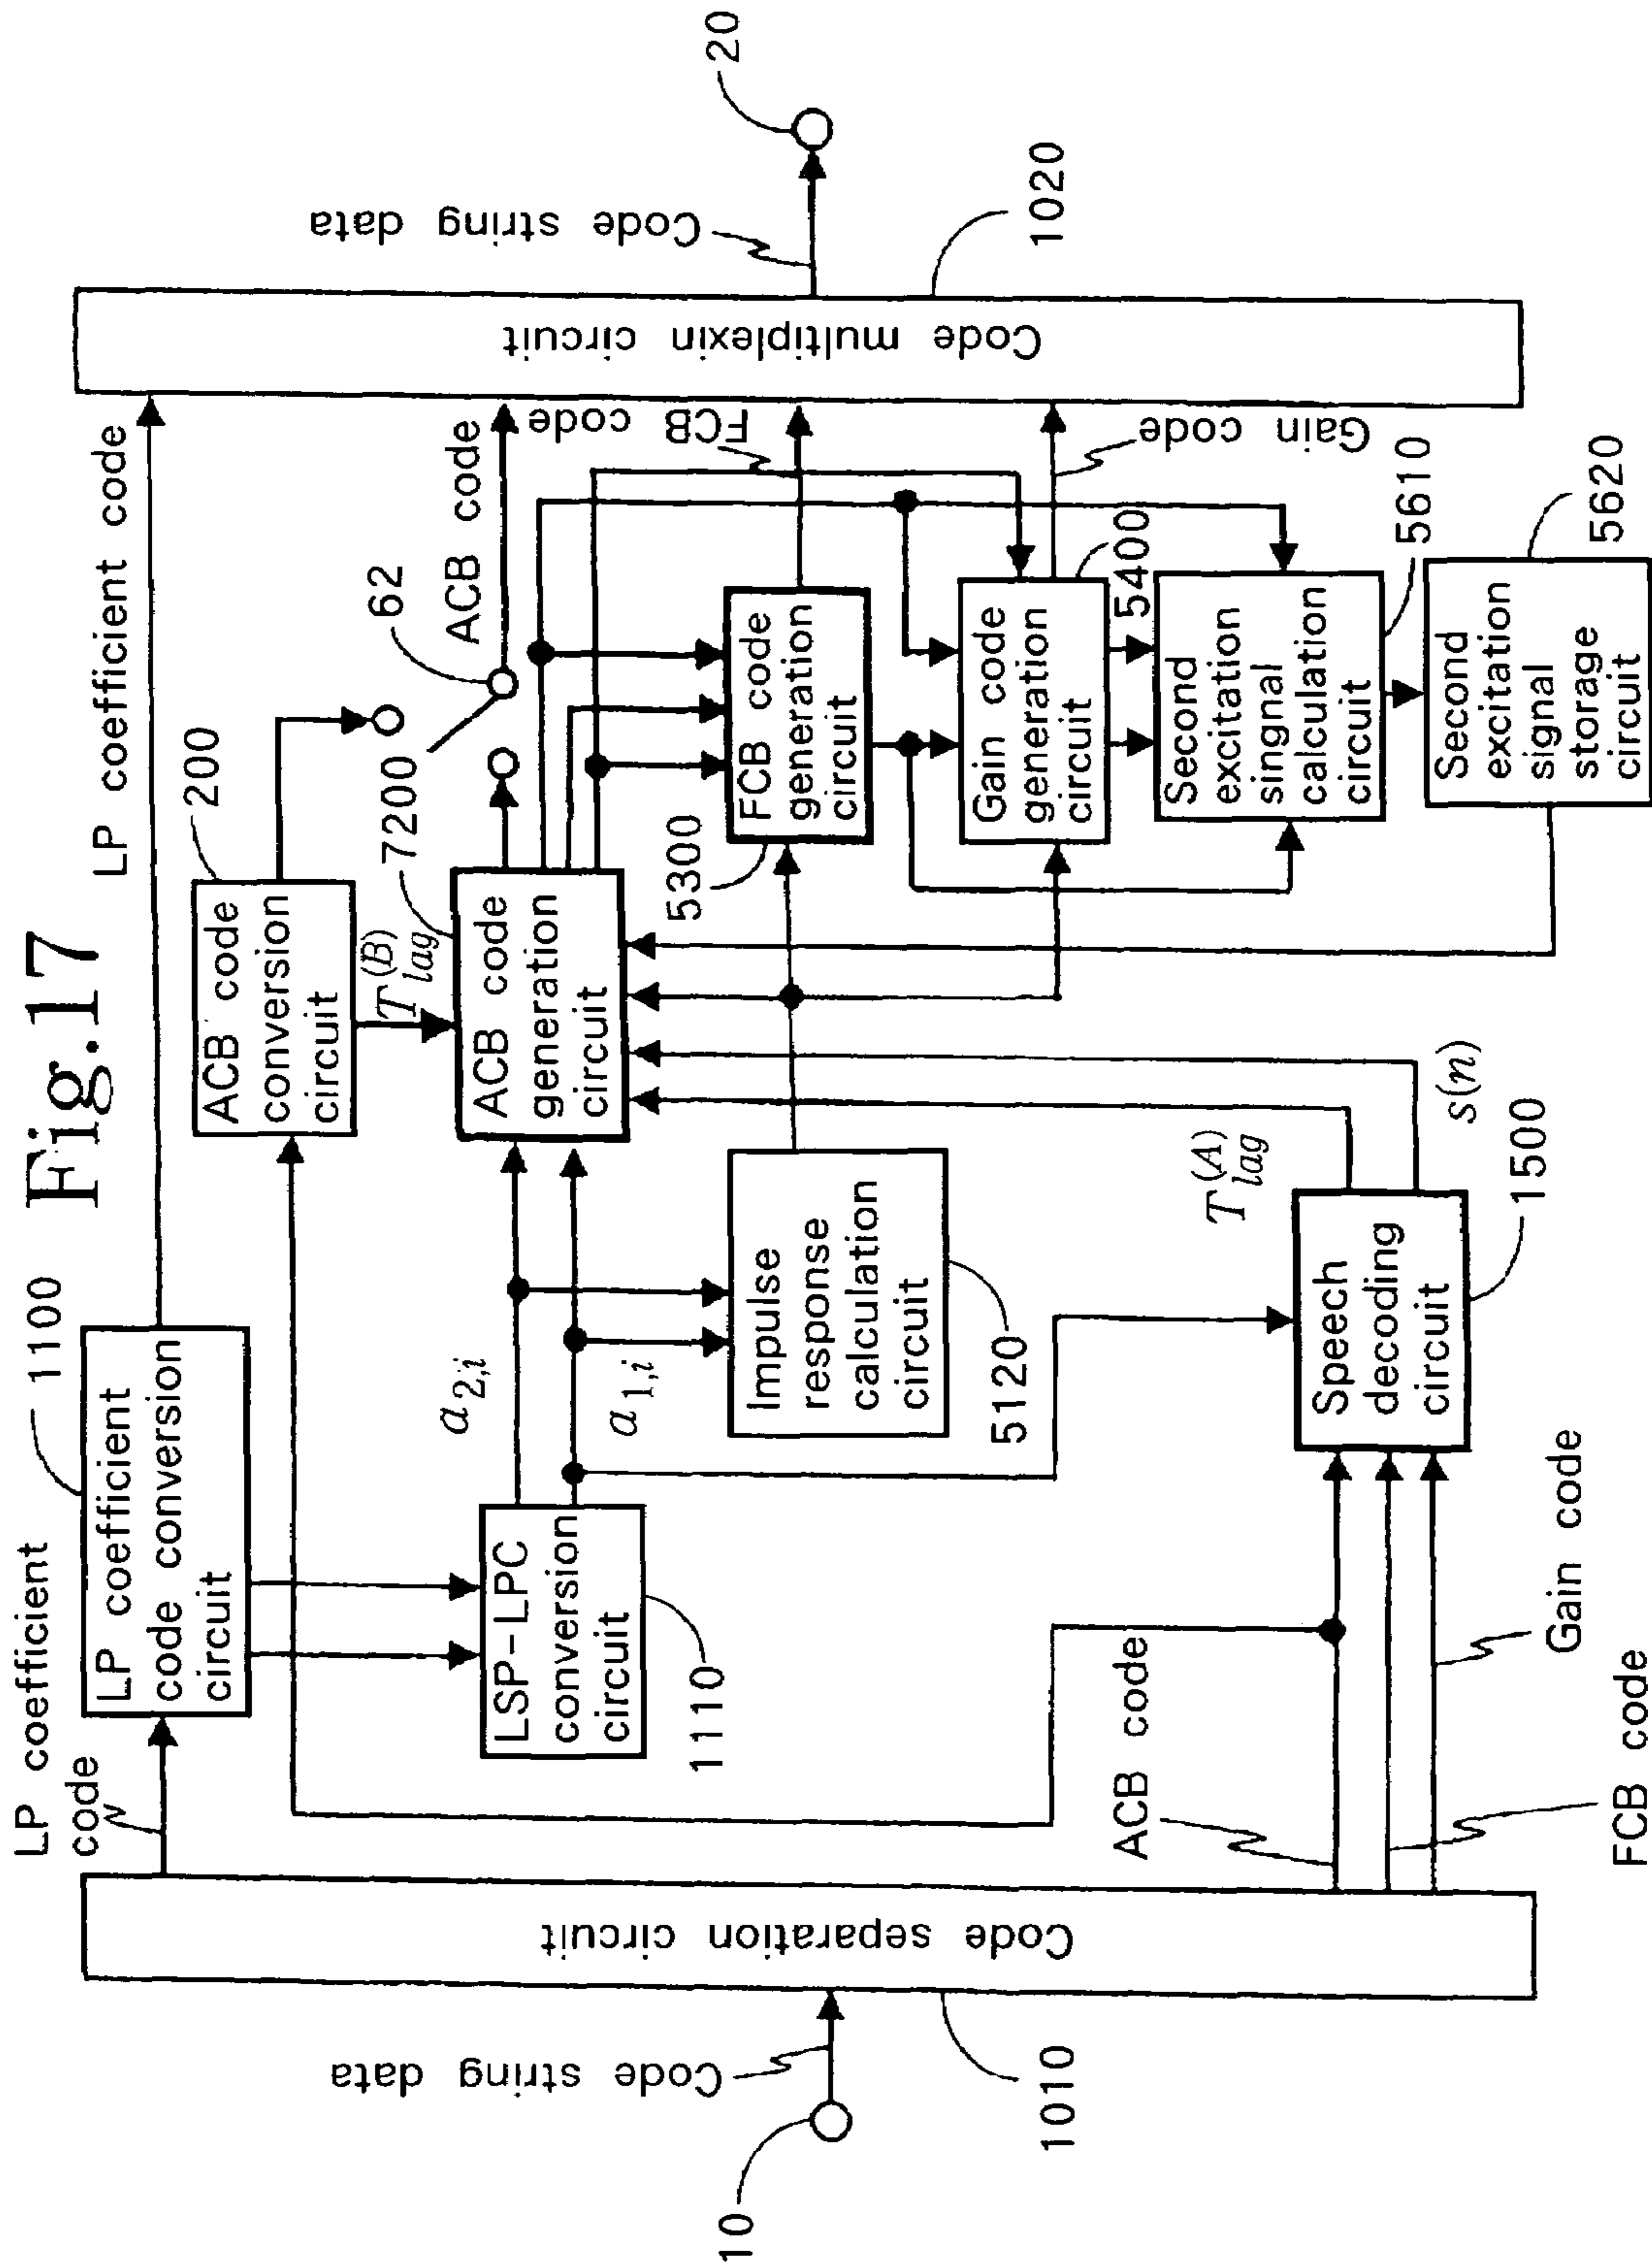 Fig.17
LP coefficient
code
1100
LP coefficient
code conversion
circuit
LP coefficient code
200
ACB code
conversion
circuit
T(B)lag
7200
62
ACB code
ACB code
generation
circuit
LSP-LPC
conversion
circuit
1110
a2,i
a1,i
Impulse
response
calculation
circuit
5120
5300
FCB code
generation
circuit
FCB code
Gain code
generation
circuit
5400
Gain code
Second
excitation
singnal
calculation
circuit
5610
Second
excitation
signal
storage
circuit
5620
T(A)lag
s(n)
Speech
decoding
circuit
1500
ACB code
FCB code
Gain code
Code separation circuit
1010
Code string data
10
Code multiplexin circuit
1020
Code string data
20